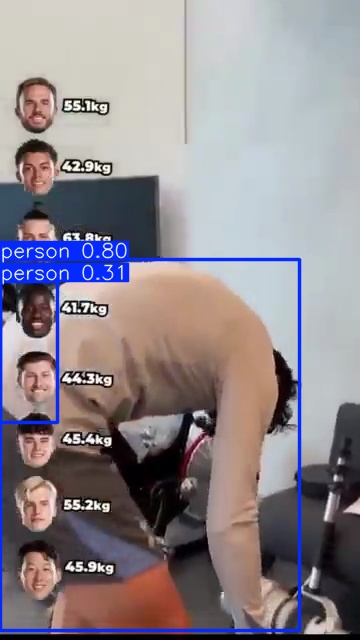 55.1kg
42.9kg
63.8kg
person 0.80
person 0.31
41.7kg
44.3kg
45.4kg
55.2kg
45.9kg